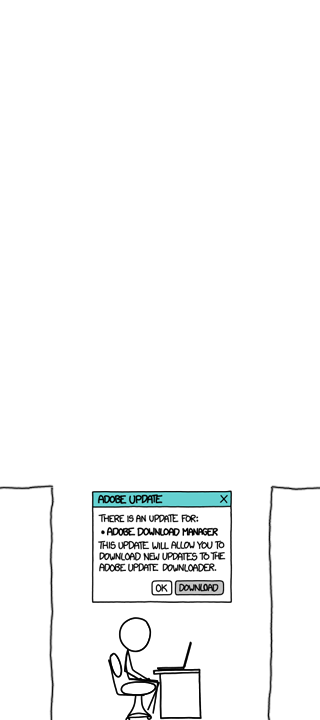 ADOBE UPDATE
THERE IS AN UPDATE FOR:
• ADOBE DOWNLOAD MANAGER
THIS UPDATE WILL ALLOW YOU TO
DOWNLOAD NEW UPDATES TO THE
ADOBE UPDATE DOWNLOADER.
OK DOWNLOAD